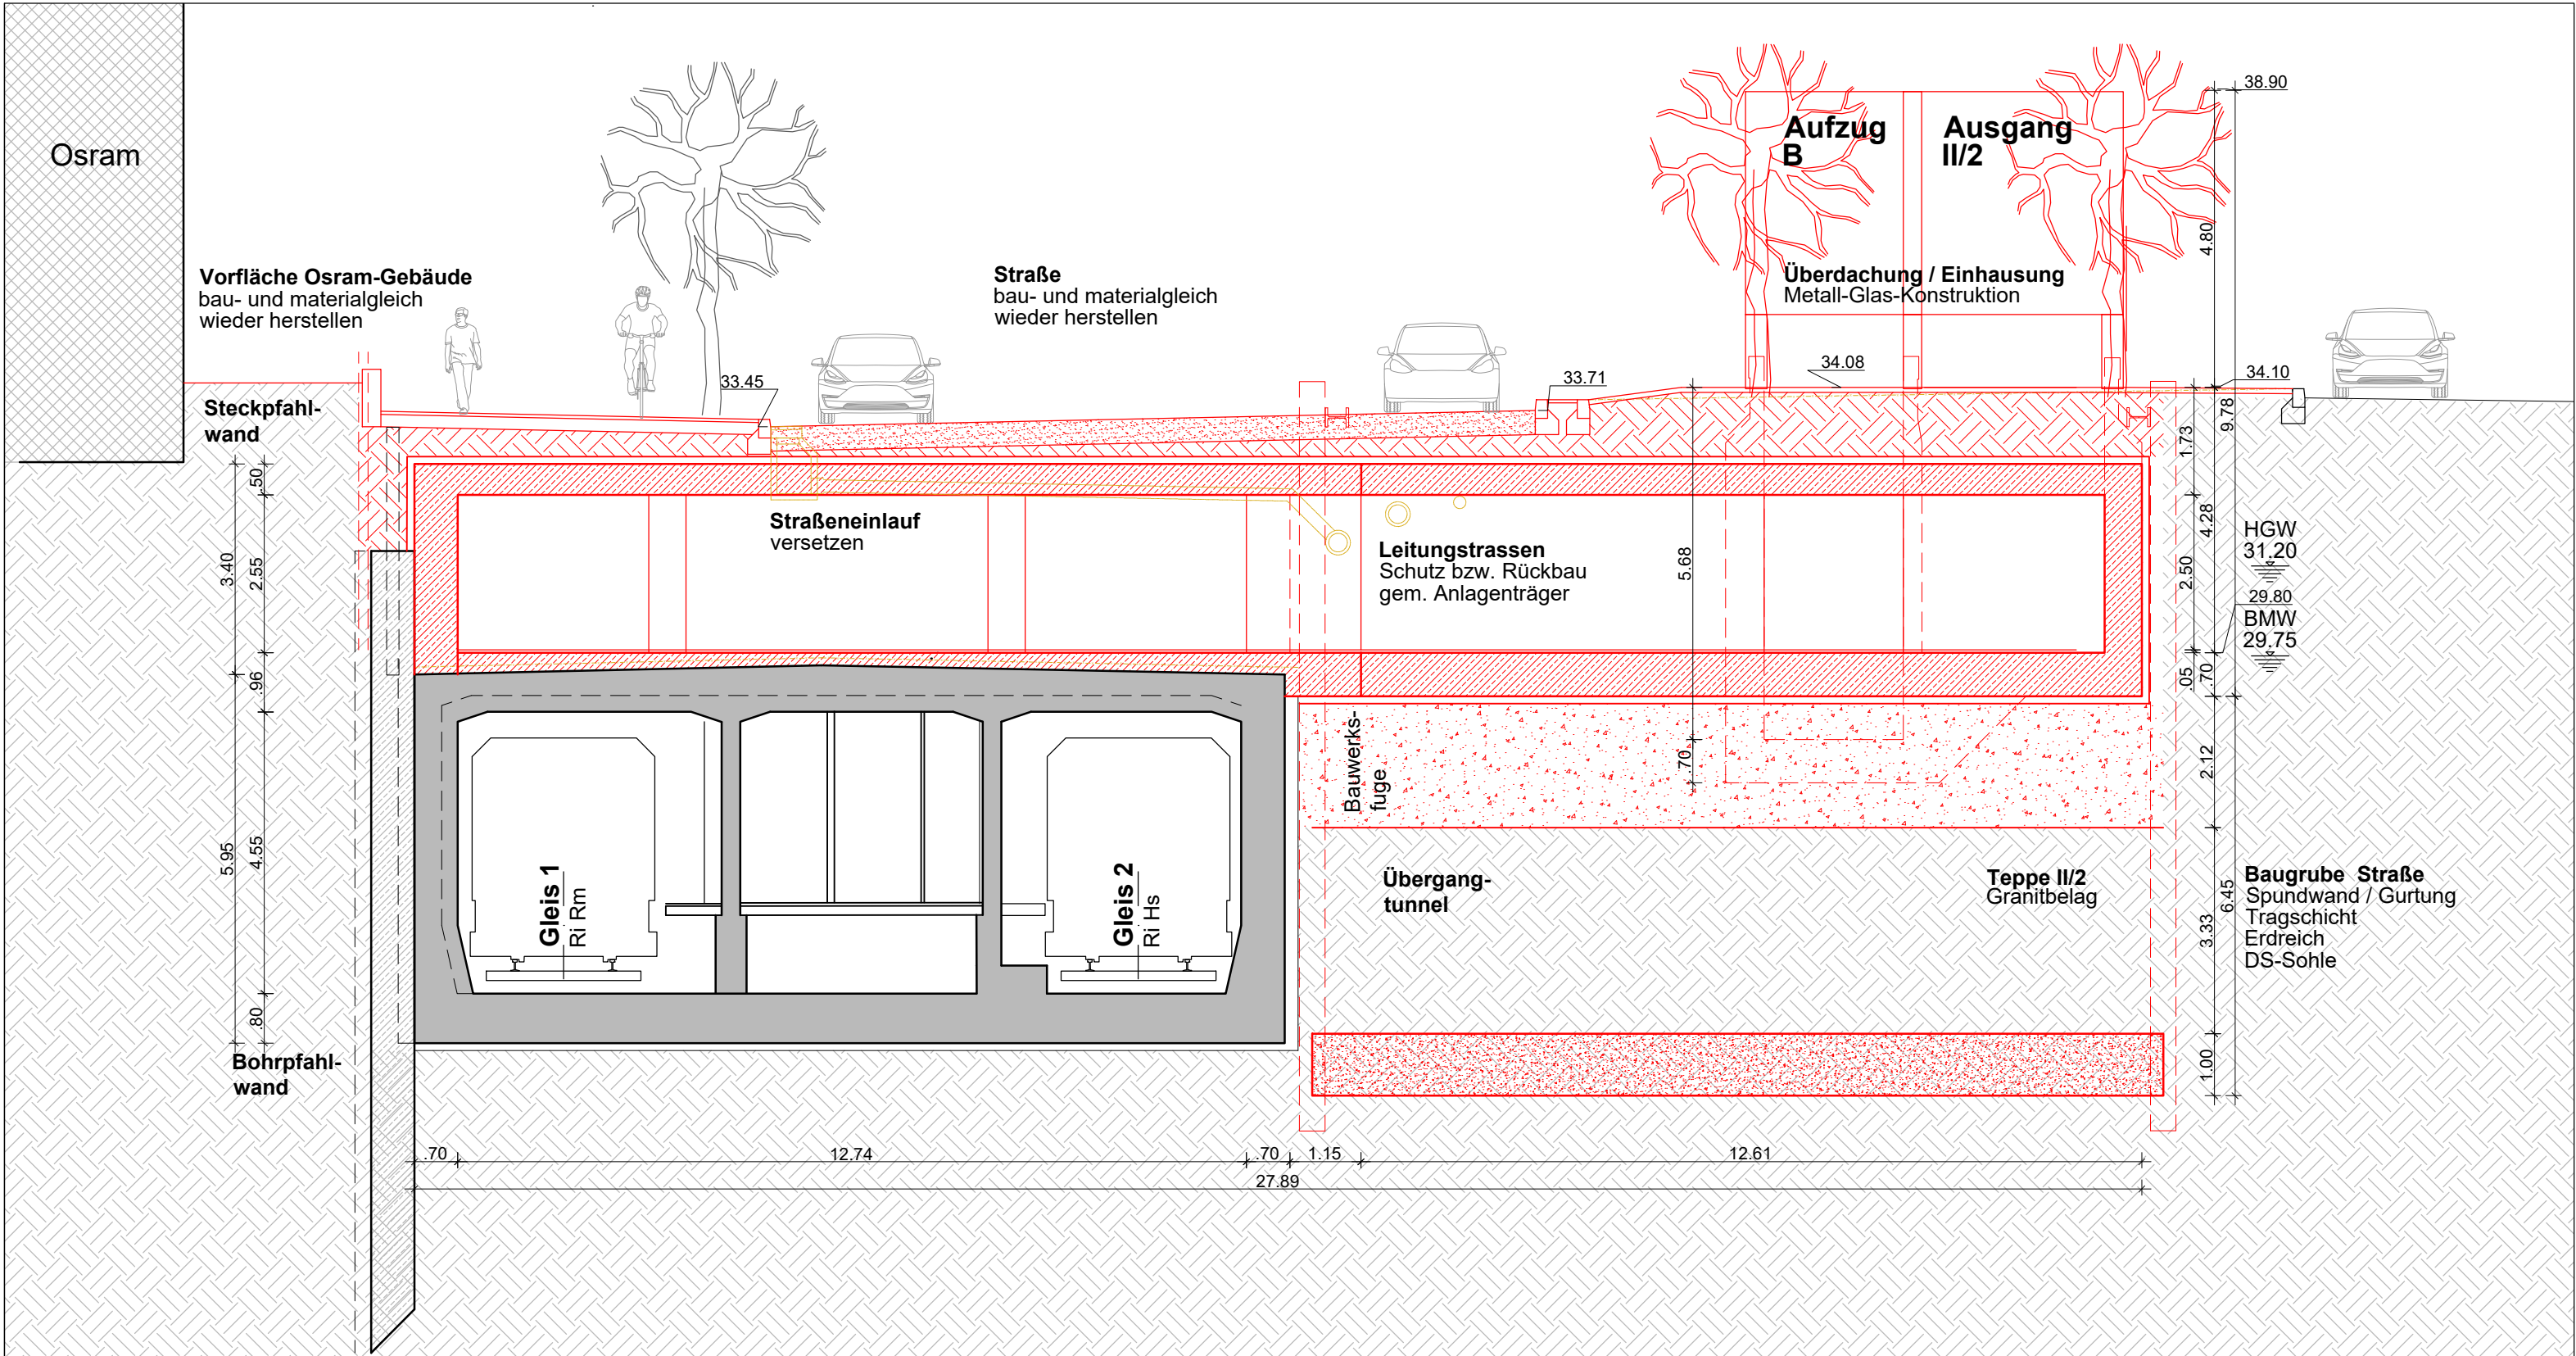 Osram
Vorfläche Osram-Gebäude
bau- und materialgleich
wieder herstellen
Straße
bau- und materialgleich
wieder herstellen
Aufzug
B
Ausgang
II/2
Überdachung / Einhausung
Metall-Glas-Konstruktion
38.90
4.80
33.45
33.71
34.08
34.10
9.78
1.73
4.28
2.50
.05
.70
Steckpfahl-
wand
.50
3.40
2.55
.96
5.95
4.55
.80
Straßeneinlauf
versetzen
Leitungstrassen
Schutz bzw. Rückbau
gem. Anlagenträger
5.68
.70
HGW
31.20
29.80
BMW
29.75
Bauwerks-
fuge
2.12
3.33
6.45
1.00
Gleis 1
Ri Rm
Gleis 2
Ri Hs
Übergang-
tunnel
Teppe II/2
Granitbelag
Baugrube Straße
Spundwand / Gurtung
Tragschicht
Erdreich
DS-Sohle
Bohrpfahl-
wand
.70
12.74
.70
1.15
12.61
27.89